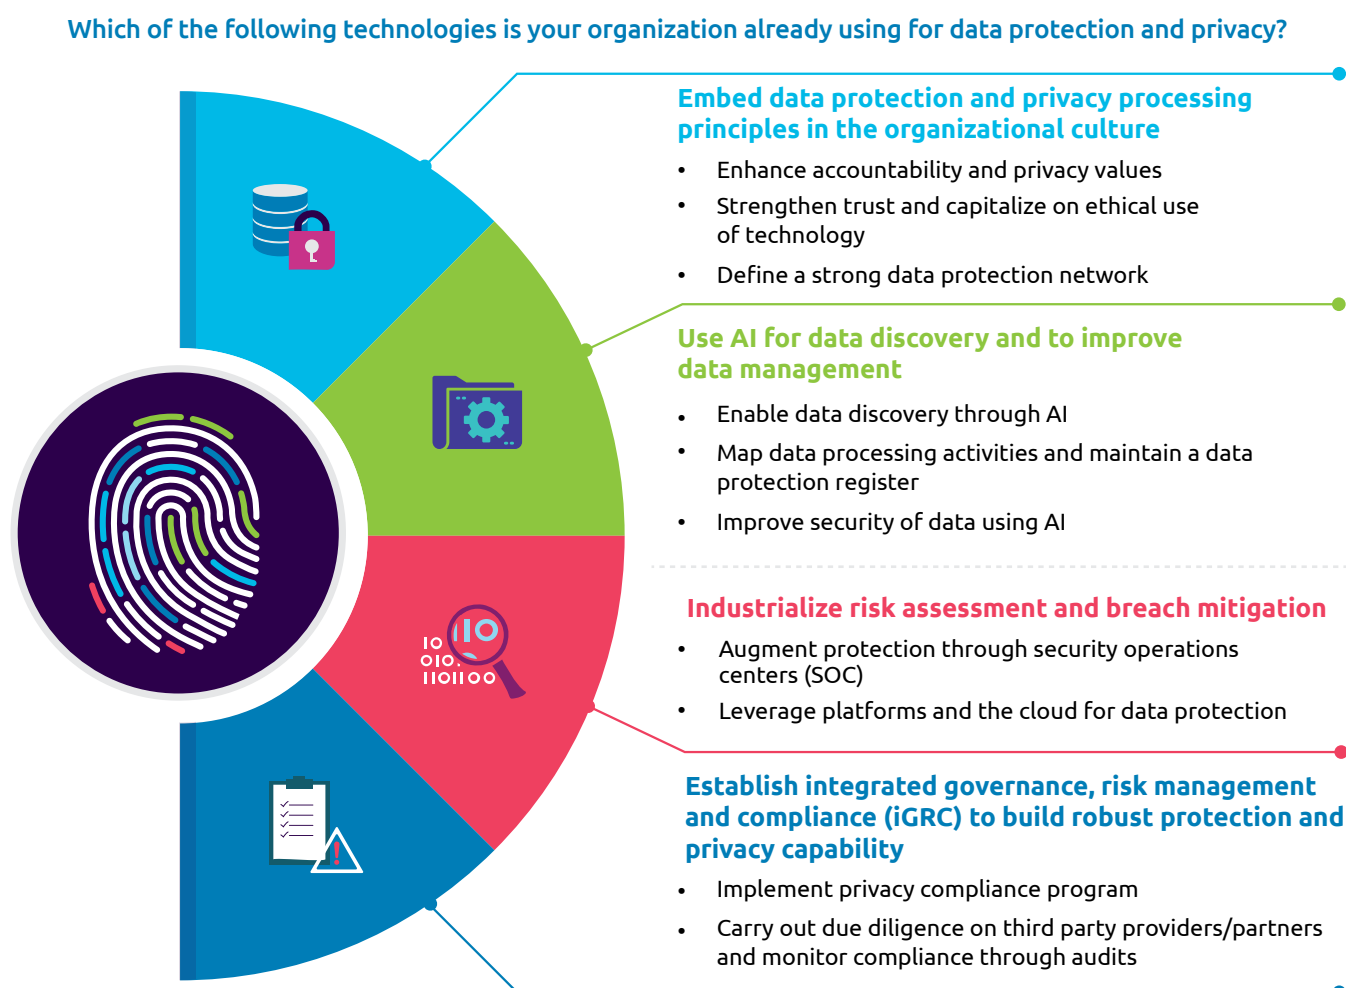 Which of the following technologies is your organization already using for data protection and privacy?
Embed data protection and privacy processing
principles in the organizational culture
• Enhance accountability and privacy values
• Strengthen trust and capitalize on ethical use
of technology
• Define a strong data protection network
Use AI for data discovery and to improve
data management
• Enable data discovery through AI
• Map data processing activities and maintain a data
protection register
• Improve security of data using AI
Industrialize risk assessment and breach mitigation
• Augment protection through security operations
centers (SOC)
• Leverage platforms and the cloud for data protection
Establish integrated governance, risk management
and compliance (iGRC) to build robust protection and
privacy capability
• Implement privacy compliance program
• Carry out due diligence on third party providers/partners
and monitor compliance through audits
IIO
IO
OIO.
IIOIIOO